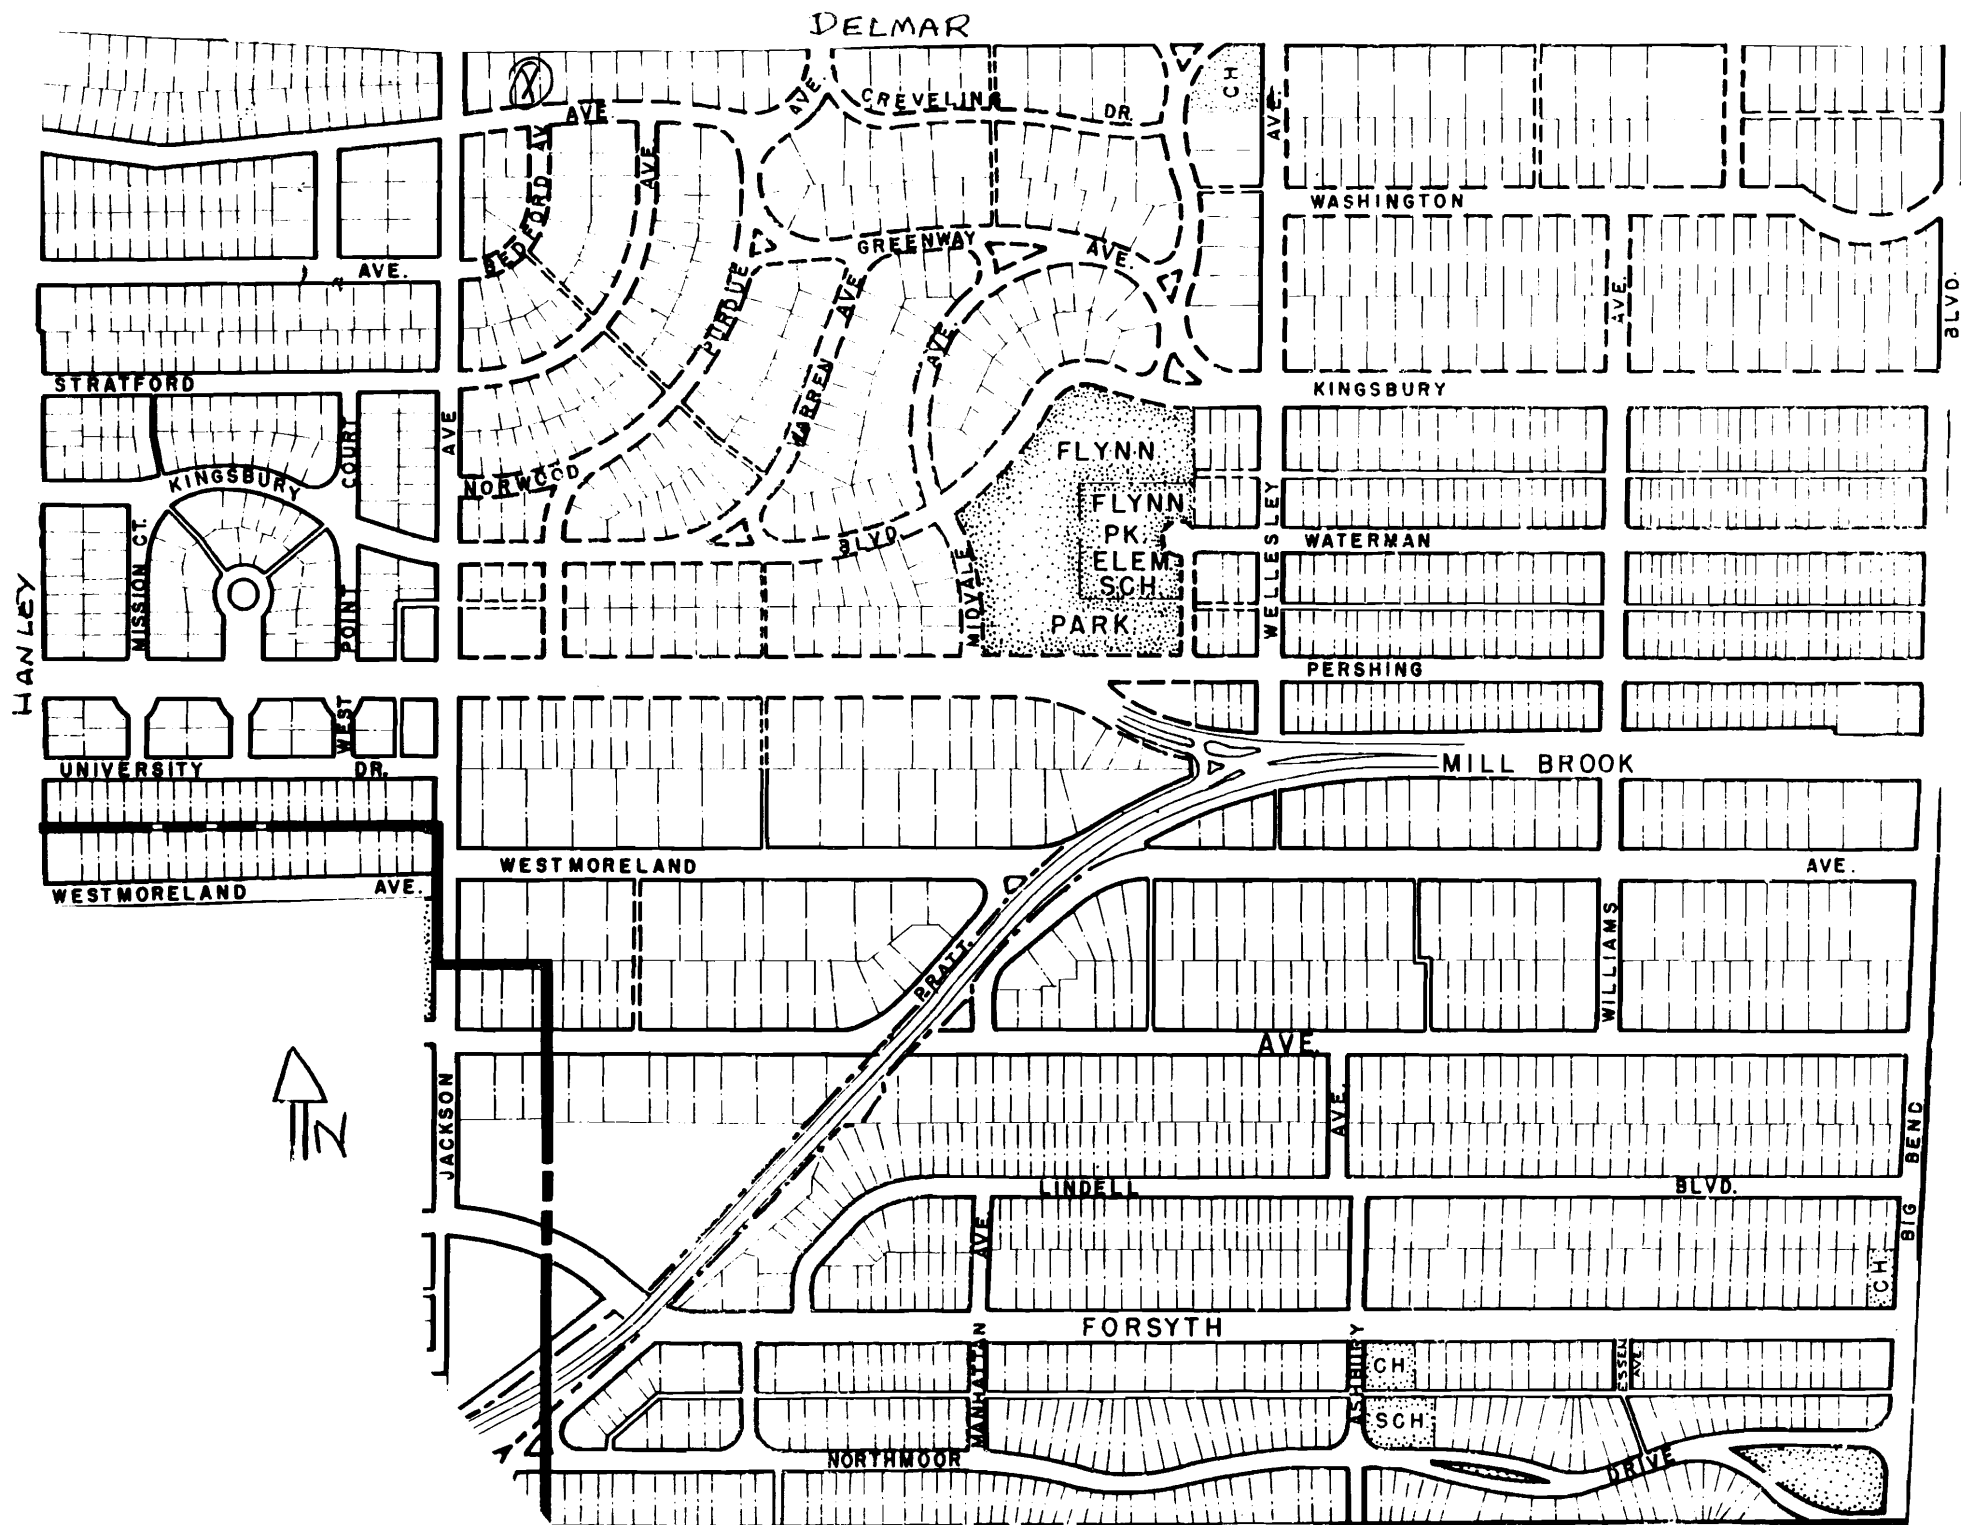 DELMAR
CH
AVE.
CREVELING
DR.
AVE.
AVE
BEDFORD AV
AVE
WASHINGTON
AVE.
GREENWAY
AVE.
PURDUE
WARREN AVE
AVE.
AVE.
BLVD.
STRATFORD
KINGSBURY
COURT
AVE
KINGSBURY
NORWOOD
FLYNN
FLYNN
PK.
ELEM
SCH
PARK
WELLESLEY
WATERMAN
BLVD.
MIDVALE
HANLEY
MISSION CT.
POINT
WEST
PERSHING
UNIVERSITY
DR.
MILL BROOK
WESTMORELAND
AVE.
WESTMORELAND
AVE.
WILLIAMS
PRATT
AVE.
N
JACKSON
AVE.
BEND
BIG
LINDELL
BLVD.
AVE.
CH
FORSYTH
MANHATTAN
ASHBURY
CH
ESSEN
AVE.
SCH
NORTHMOOR
DRIVE